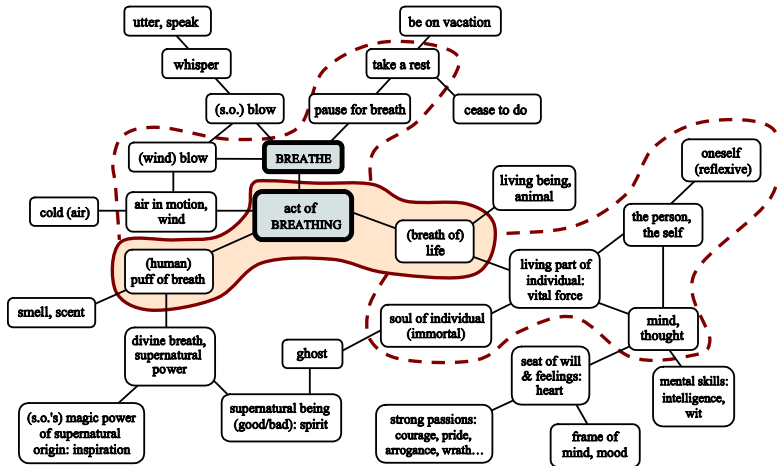 utter, speak
be on vacation
whisper
take a rest
(s.o.) blow
pause for breath
cease to do
(wind) blow
BREATHE
oneself
(reflexive)
living being,
animal
cold (air)
air in motion,
wind
act of
BREATHING
the person,
the self
(breath of)
life
(human)
puff of breath
living part of
individual:
vital force
smell, scent
soul of individual
(immortal)
mind,
thought
divine breath,
supernatural
power
ghost
seat of will
& feelings:
heart
mental skills:
intelligence,
wit
(s.o.'s) magic power
of supernatural
origin: inspiration
supernatural being
(good/bad): spirit
strong passions:
courage, pride,
arrogance, wrath...
frame of
mind, mood